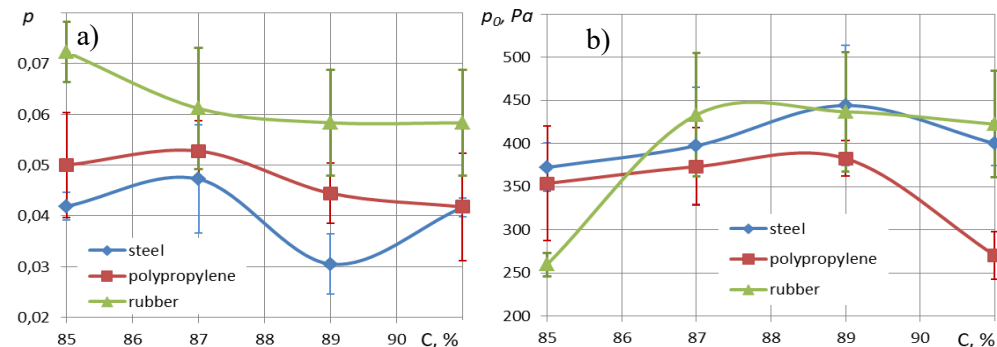 p
a)
0,07
0,06
0,05
0,04
0,03
0,02
steel
polypropylene
rubber
85 86 87 88 89 90 C, %
p0, Pa
b)
500
450
400
350
300
250
200
steel
polypropylene
rubber
85 86 87 88 89 90 C, %